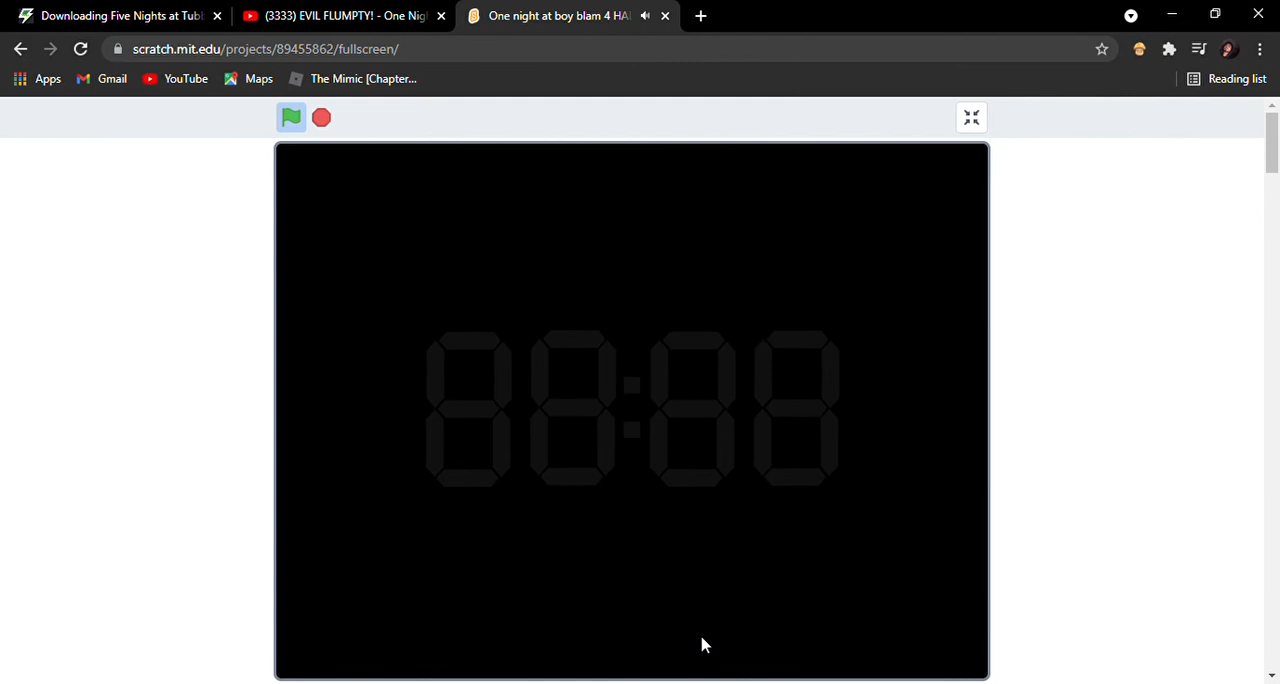 Downloading Five Nights at Tubb
(3333) EVIL FLUMPTY! - One Nig
One night at boy blam 4 HA
scratch.mit.edu/projects/89455862/fullscreen/
Apps
Gmail
YouTube
Maps
The Mimic [Chapter...
Reading list
88:88